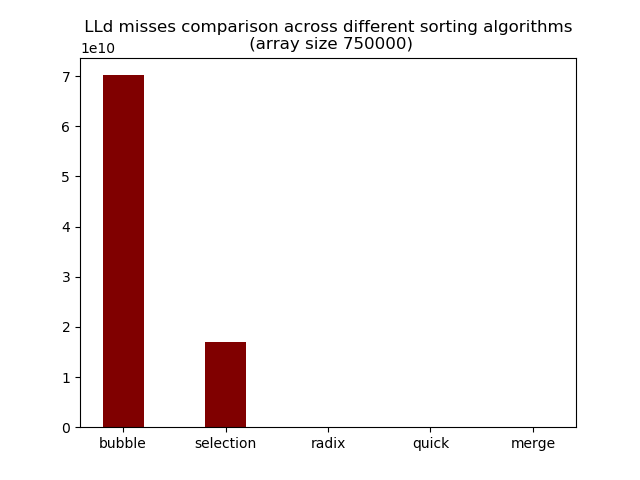 LLd misses comparison across different sorting algorithms
(array size 750000)
1e10
7
6
5
4
3
2
1
0
bubble selection radix quick merge